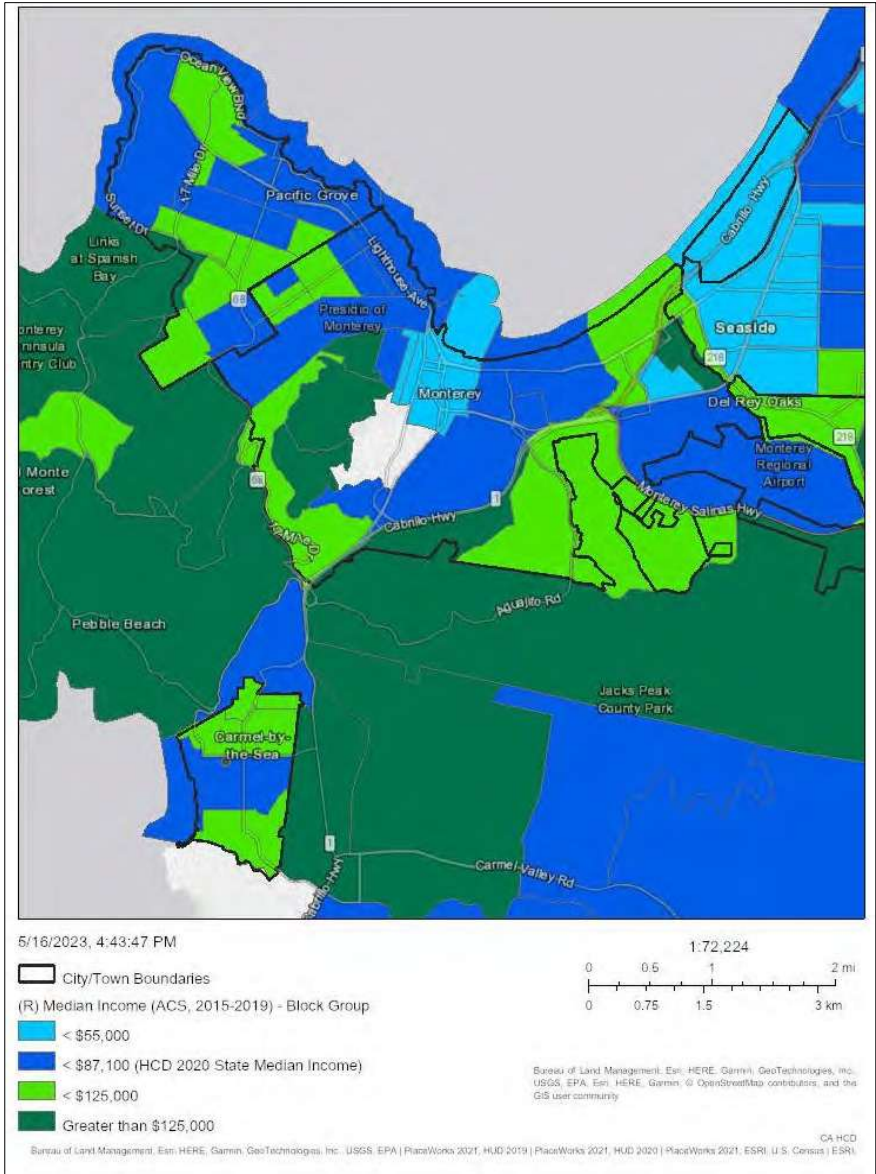 Ocean View Blvd
17 Mile Dr
Pacific Grove
Sunset Dr
Links
at Spanish
Bay
Lighthouse Ave
68
Presidio of
Monterey
onterey
ninsula
ntry Club
Cabrillo Hwy
Seaside
218
Monterey
Del Rey Oaks
218
Monterey
Regional
Airport
l Monte
orest
68
Monterey Salinas Hwy
1
Cabrillo Hwy
17 Mile Dr
Aguajito Rd
Pebble Beach
Jacks Peak
County Park
Carmel-by-
the-Sea
1
Carmel Valley Rd
Cabrillo Hwy
5/16/2023, 4:43:47 PM
City/Town Boundaries
(R) Median Income (ACS, 2015-2019) - Block Group
< $55,000
< $87,100 (HCD 2020 State Median Income)
< $125,000
Greater than $125,000
1:72,224
0 0.5 1 2 mi
0 0.75 1.5 3 km
Bureau of Land Management, Esri, HERE, Garmin, GeoTechnologies, Inc.,
USGS, EPA, Esri, HERE, Garmin, © OpenStreetMap contributors, and the
GIS user community
CA HCD
Bureau of Land Management, Esri, HERE, Garmin, GeoTechnologies, Inc., USGS, EPA | PlaceWorks 2021, HUD 2019 | PlaceWorks 2021, HUD 2020 | PlaceWorks 2021, ESRI, U.S. Census | ESRI,